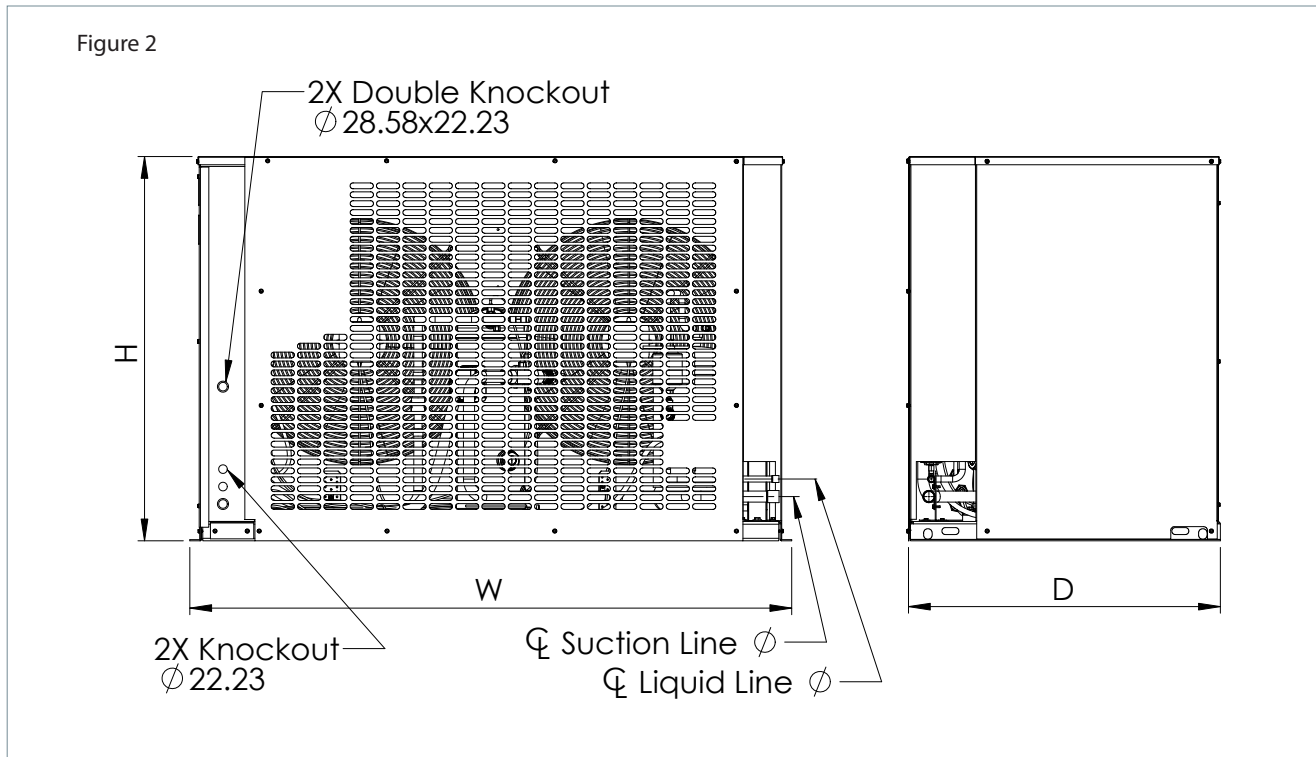 Figure 2
2X Double Knockout
∅ 28.58x22.23
H
W
D
2X Knockout
∅ 22.23
℄ Suction Line ∅
℄ Liquid Line ∅